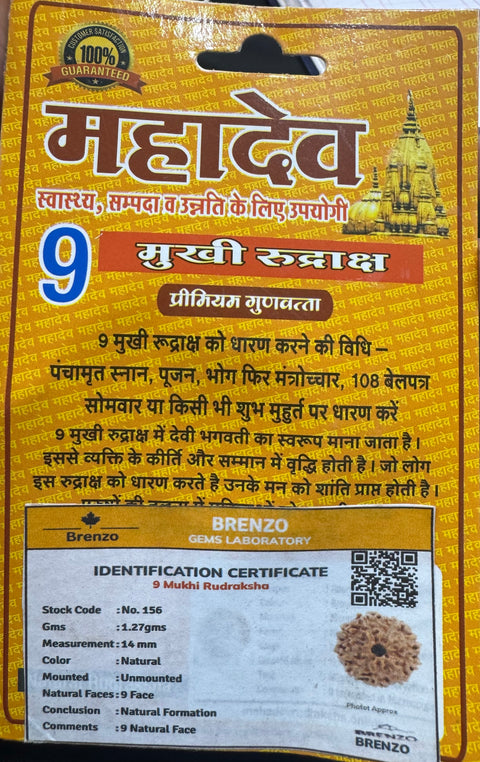 CUSTOMER SATISFACTION
100%
GUARANTEED
महादेव
स्वास्थ्य, सम्पदा व उन्नति के लिए उपयोगी
9 मुखी रुद्राक्ष
प्रीमियम गुणवत्ता
9 मुखी रूद्राक्ष को धारण करने की विधि –
पंचामृत स्नान, पूजन, भोग फिर मंत्रोच्चार, 108 बेलपत्र
सोमवार या किसी भी शुभ मुहुर्त पर धारण करें
9 मुखी रुद्राक्ष में देवी भगवती का स्वरूप माना जाता है।
इससे व्यक्ति के कीर्ति और सम्मान में वृद्धि होती है। जो लोग
इस रुद्राक्ष को धारण करते है उनके मन को शांति प्राप्त होती है।
Brenzo
BRENZO
GEMS LABORATORY
IDENTIFICATION CERTIFICATE
9 Mukhi Rudraksha
Stock Code : No. 156
Gms : 1.27gms
Measurement : 14 mm
Color : Natural
Mounted : Unmounted
Natural Faces : 9 Face
Conclusion : Natural Formation
Comments : 9 Natural Face
Photot Approx
BRENZO
BRENZO